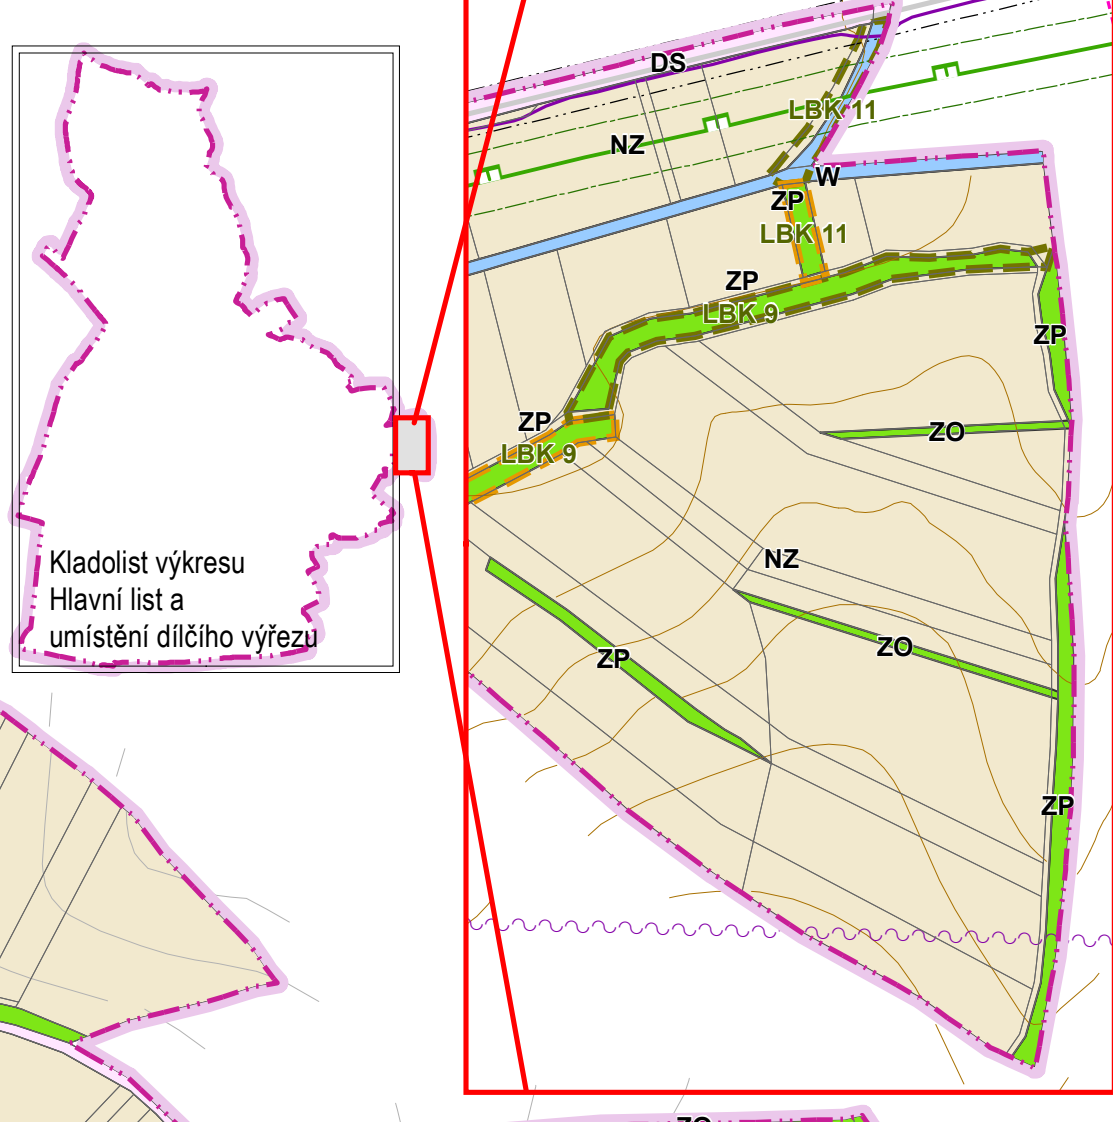 DS
LBK 11
NZ
W
ZP
LBK 11
ZP
LBK 9
ZP
ZP
LBK 9
ZO
Kladolist výkresu
Hlavní list a
umístění dílčího výřezu
NZ
ZO
ZP
ZP
ZO